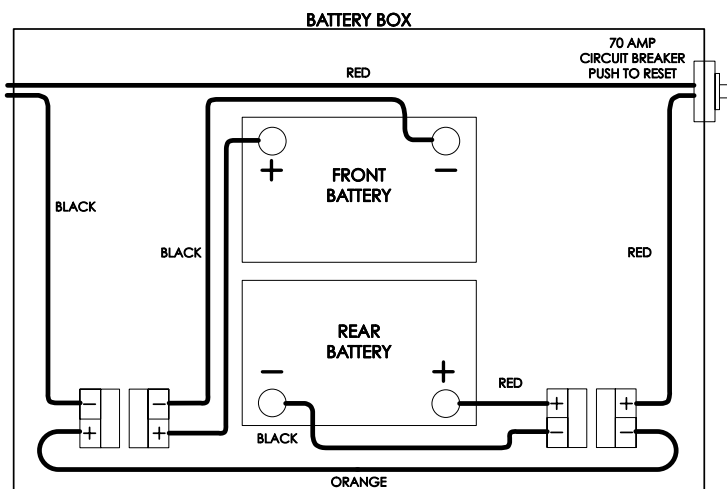 BATTERY BOX
70 AMP
CIRCUIT BREAKER
PUSH TO RESET
RED
+
−
FRONT
BATTERY
BLACK
BLACK
RED
REAR
BATTERY
−
+
RED
−
−
+
+
+
+
−
−
BLACK
ORANGE